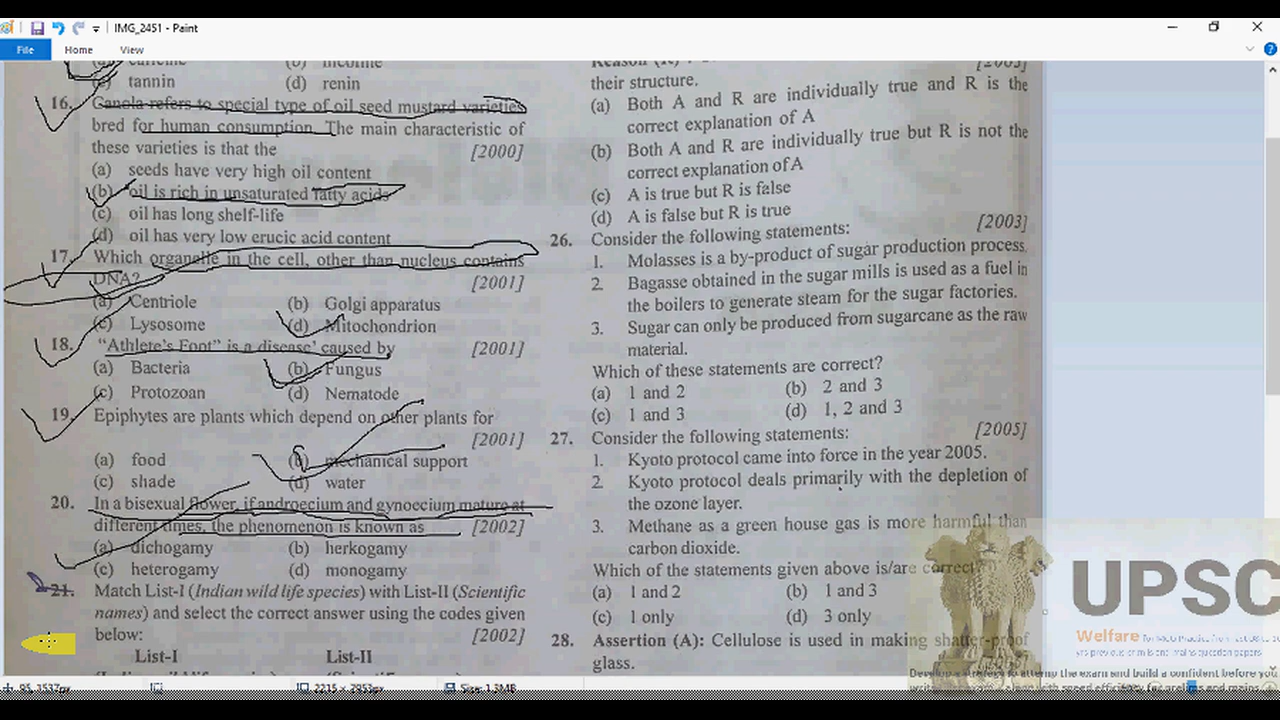 IMG_2451 - Paint
File Home View
(c) tannin (d) renin
16. Canola refers to special type of oil seed mustard varieties
bred for human consumption. The main characteristic of
these varieties is that the [2000]
(a) seeds have very high oil content
(b) oil is rich in unsaturated fatty acids
(c) oil has long shelf-life
(d) oil has very low erucic acid content
17. Which organelle in the cell, other than nucleus contains
DNA? [2001]
(a) Centriole (b) Golgi apparatus
(c) Lysosome (d) Mitochondrion
18. "Athlete's Foot" is a disease' caused by [2001]
(a) Bacteria (b) Fungus
(c) Protozoan (d) Nematode
19. Epiphytes are plants which depend on other plants for
[2001]
(a) food (b) mechanical support
(c) shade (d) water
20. In a bisexual flower, if androecium and gynoecium mature at
different times, the phenomenon is known as [2002]
(a) dichogamy (b) herkogamy
(c) heterogamy (d) monogamy
21. Match List-I (Indian wild life species) with List-II (Scientific
names) and select the correct answer using the codes given
below: [2002]
List-I List-II
their structure. [2003]
(a) Both A and R are individually true and R is the
correct explanation of A
(b) Both A and R are individually true but R is not the
correct explanation of A
(c) A is true but R is false
(d) A is false but R is true
26. Consider the following statements: [2003]
1. Molasses is a by-product of sugar production process.
2. Bagasse obtained in the sugar mills is used as a fuel in
the boilers to generate steam for the sugar factories.
3. Sugar can only be produced from sugarcane as the raw
material.
Which of these statements are correct?
(a) 1 and 2 (b) 2 and 3
(c) 1 and 3 (d) 1, 2 and 3
27. Consider the following statements: [2005]
1. Kyoto protocol came into force in the year 2005.
2. Kyoto protocol deals primarily with the depletion of
the ozone layer.
3. Methane as a green house gas is more harmful than
carbon dioxide.
Which of the statements given above is/are correct?
(a) 1 and 2 (b) 1 and 3
(c) 1 only (d) 3 only
28. Assertion (A): Cellulose is used in making shatter-proof
glass.
UPSC
Welfare
95, 1537px 2215 × 2953px Size: 1.3MB